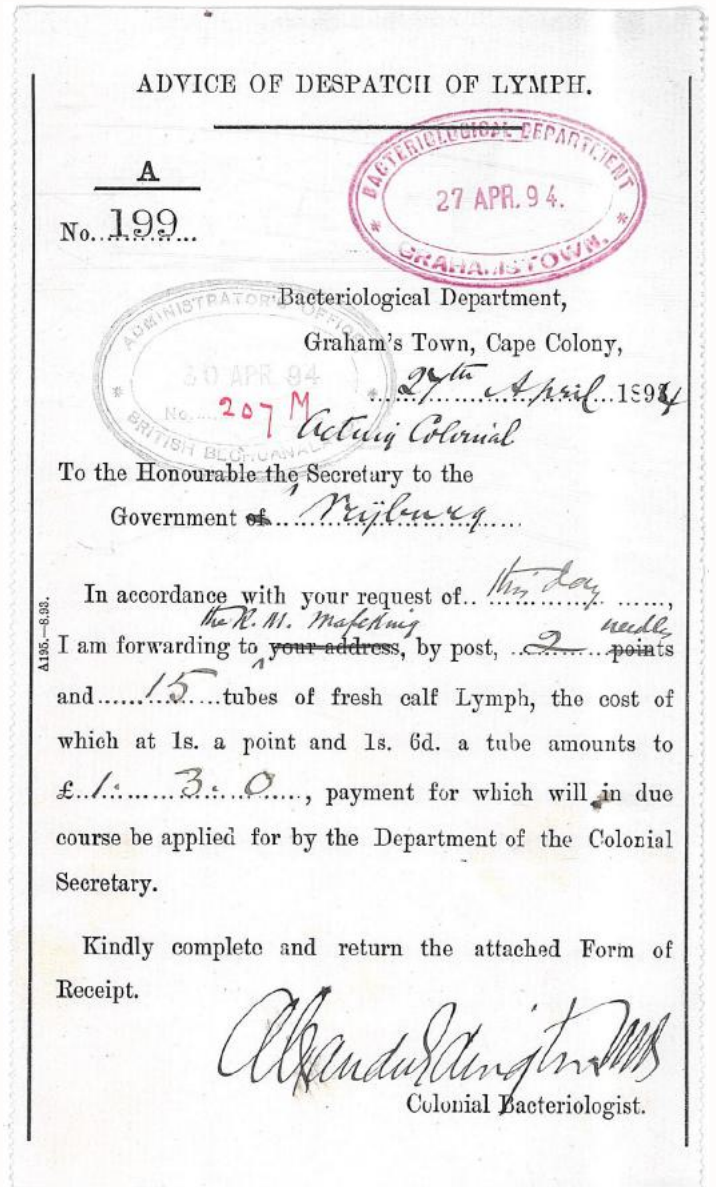 ADVICE OF DESPATCH OF LYMPH.
A
No. 199
BACTERIOLOGICAL DEPARTMENT
27 APR. 94.
GRAHAMSTOWN.
Bacteriological Department,
Graham's Town, Cape Colony,
27th April 1894
ADMINISTRATOR'S OFFICE
30 APR 94
No. 207 M
BRITISH BECHUANALAND
Acting Colonial
To the Honourable the Secretary to the
Government of Vrijburg
In accordance with your request of this day,
the R. M. Mafeking
I am forwarding to your address, by post, 2 points
needles
and 15 tubes of fresh calf Lymph, the cost of
which at 1s. a point and 1s. 6d. a tube amounts to
£ 1. 3. 0, payment for which will in due
course be applied for by the Department of the Colonial
Secretary.
Kindly complete and return the attached Form of
Receipt.
Alexander Edington MB
Colonial Bacteriologist.
A195.—8.93.